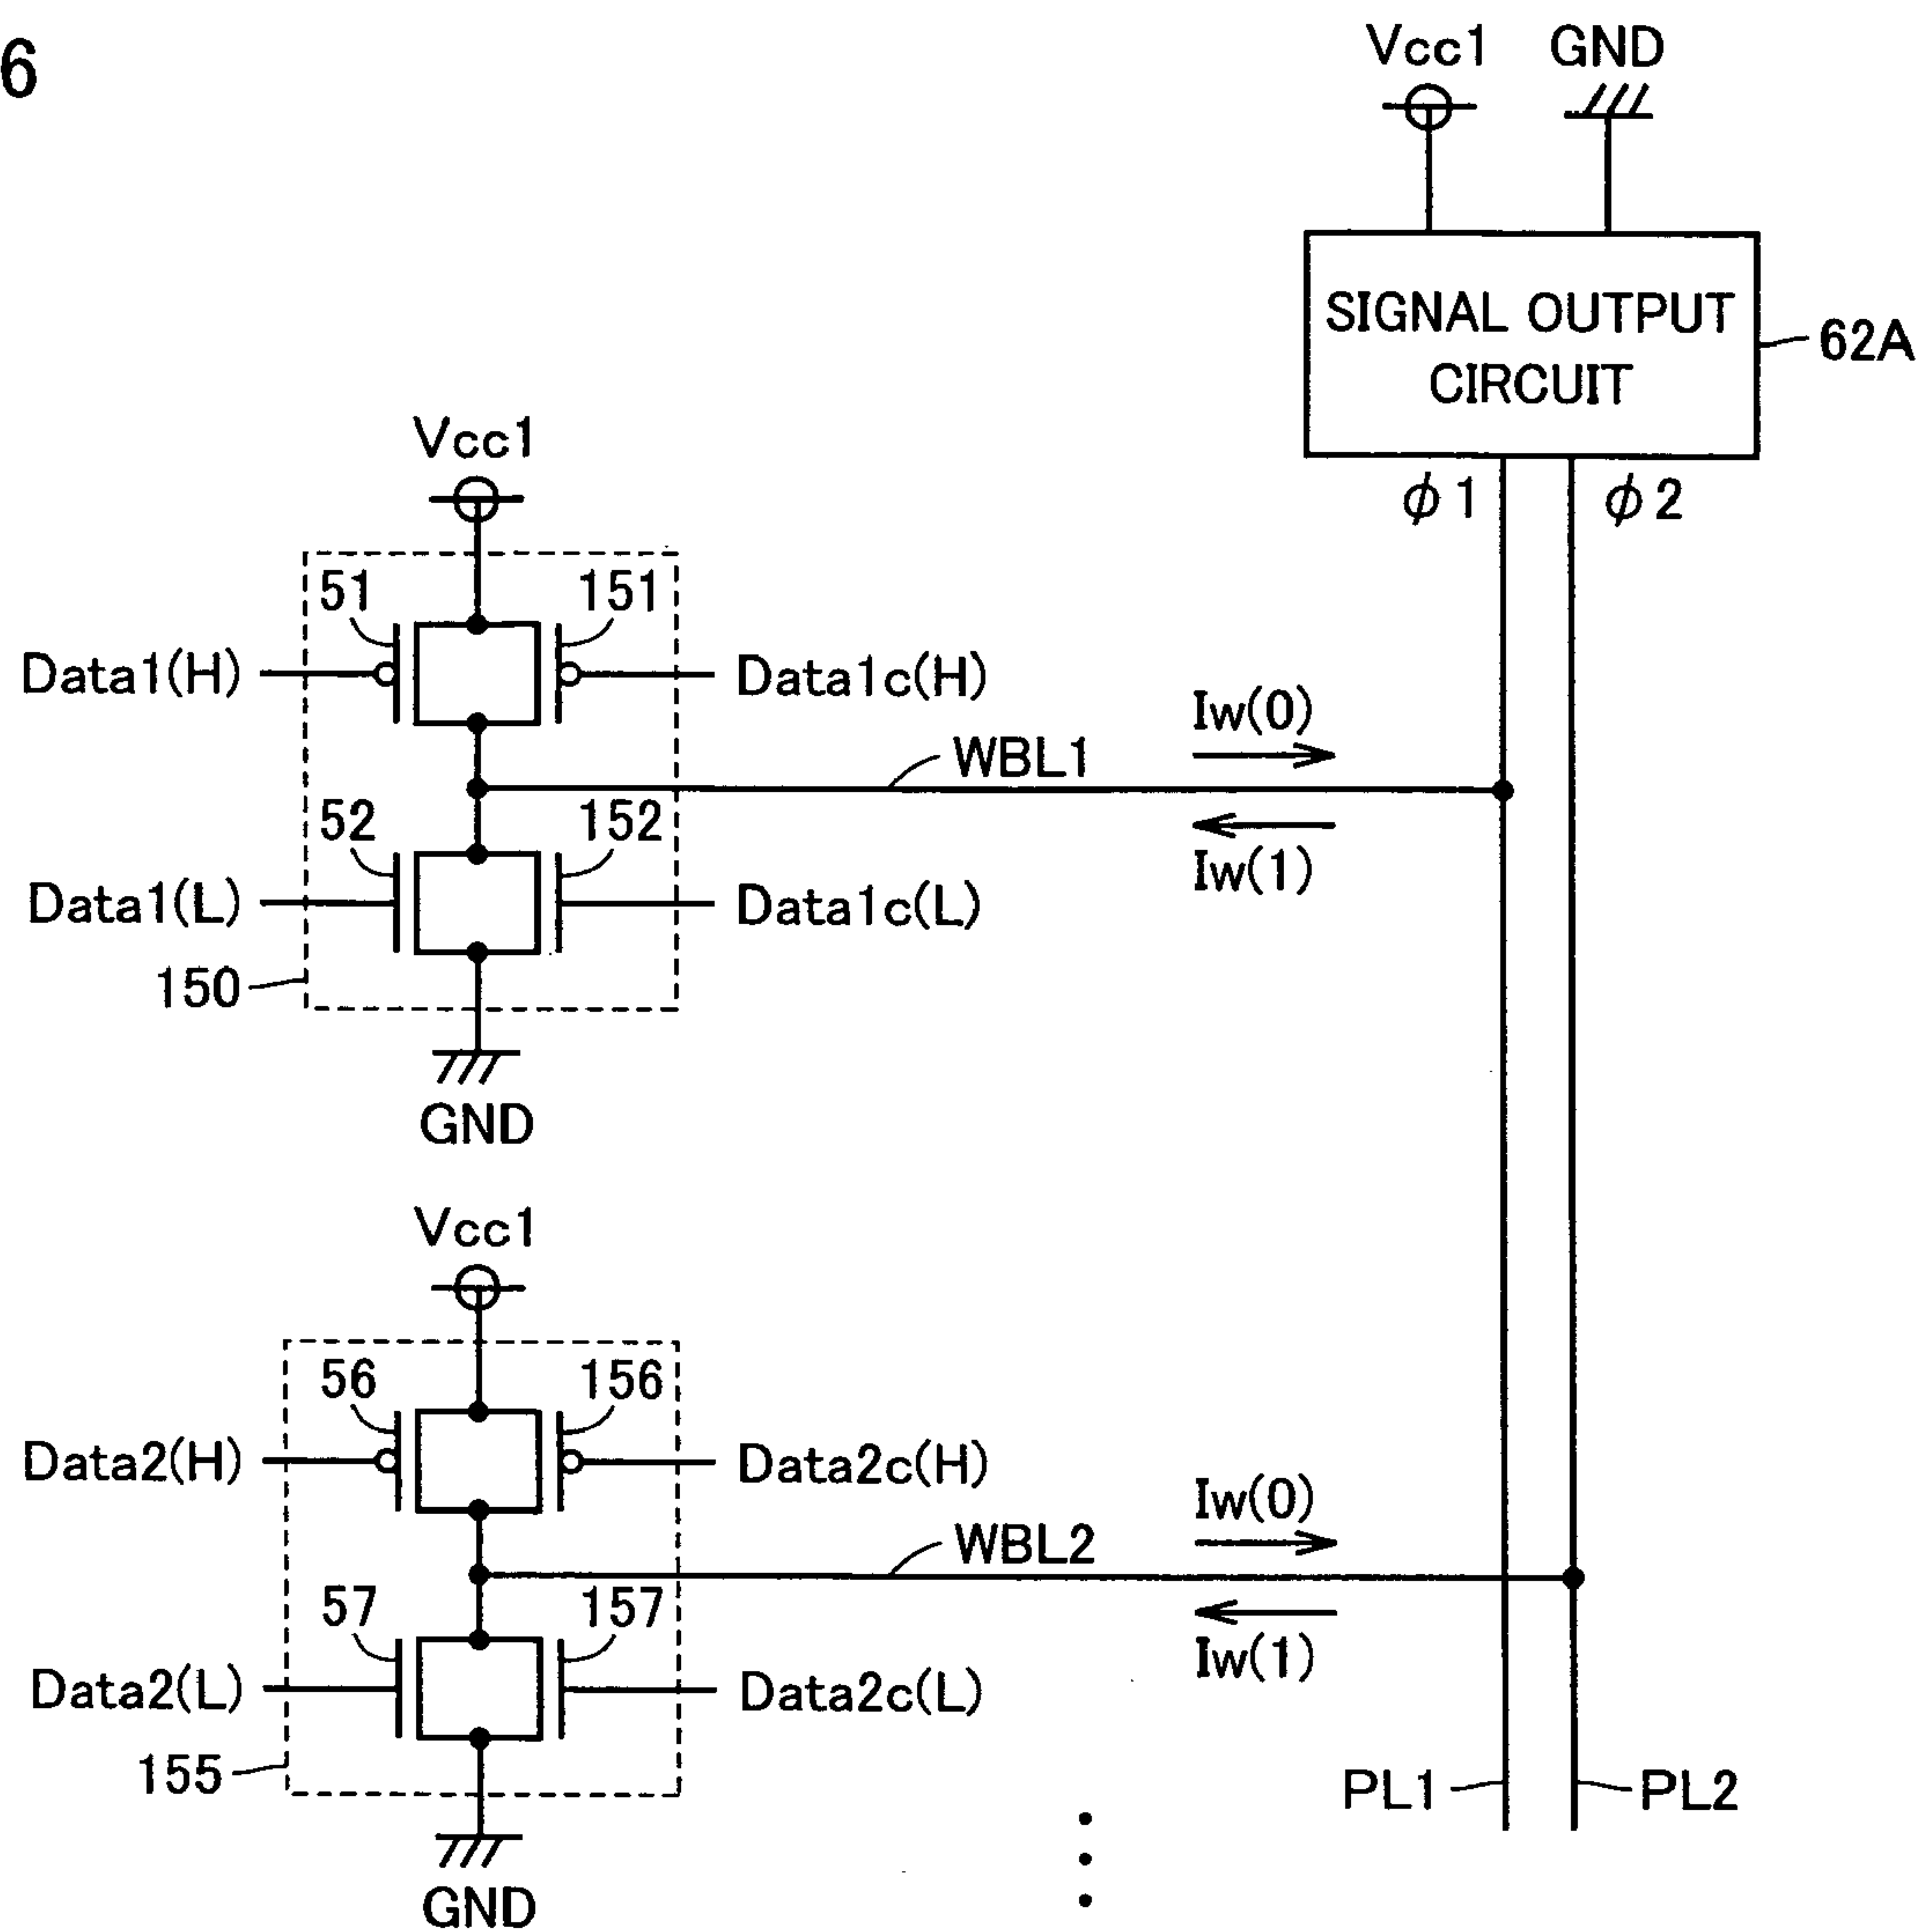 6
Vcc1 GND
SIGNAL OUTPUT
CIRCUIT
62A
ϕ1 ϕ2
Vcc1
51 151
Data1(H) Data1c(H)
Iw(0)
WBL1
52 152
Iw(1)
Data1(L) Data1c(L)
150
GND
Vcc1
56 156
Data2(H) Data2c(H)
Iw(0)
WBL2
57 157
Iw(1)
Data2(L) Data2c(L)
155
PL1 PL2
GND